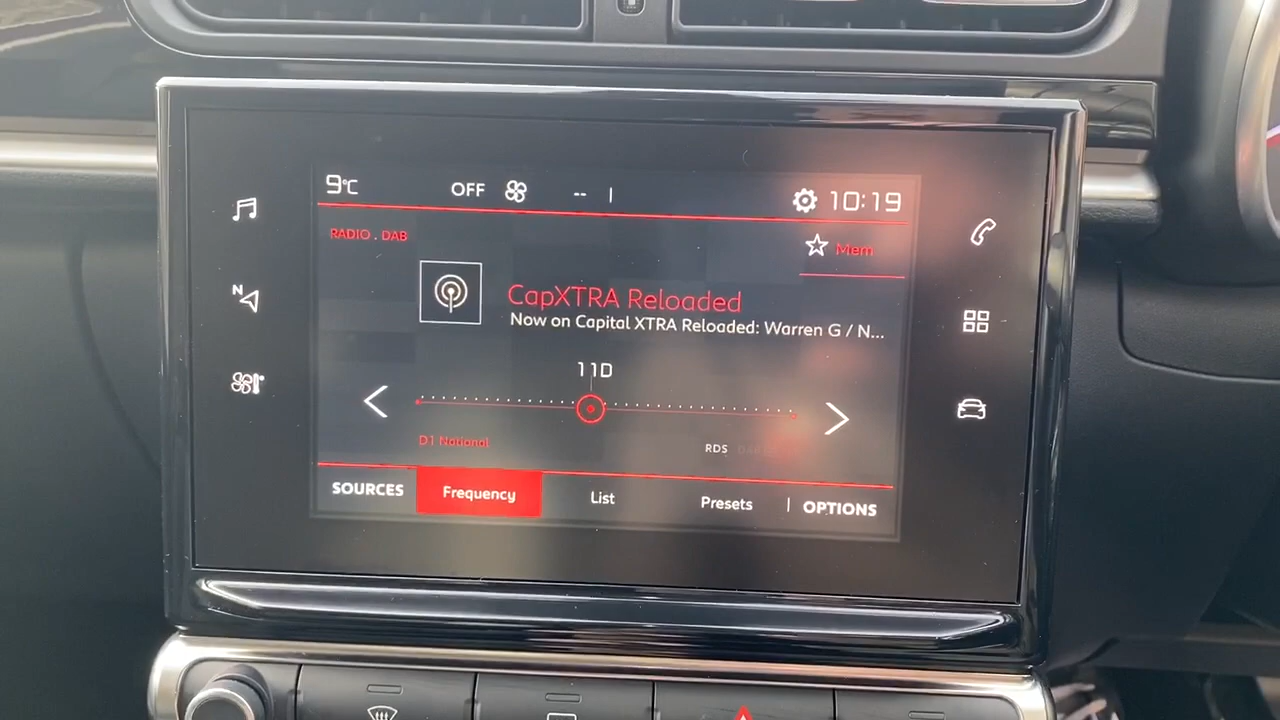 9°C OFF -- | 10:19
RADIO . DAB
Mem
CapXTRA Reloaded
Now on Capital XTRA Reloaded: Warren G / N...
N
11D
D1 National
RDS
SOURCES Frequency List Presets | OPTIONS